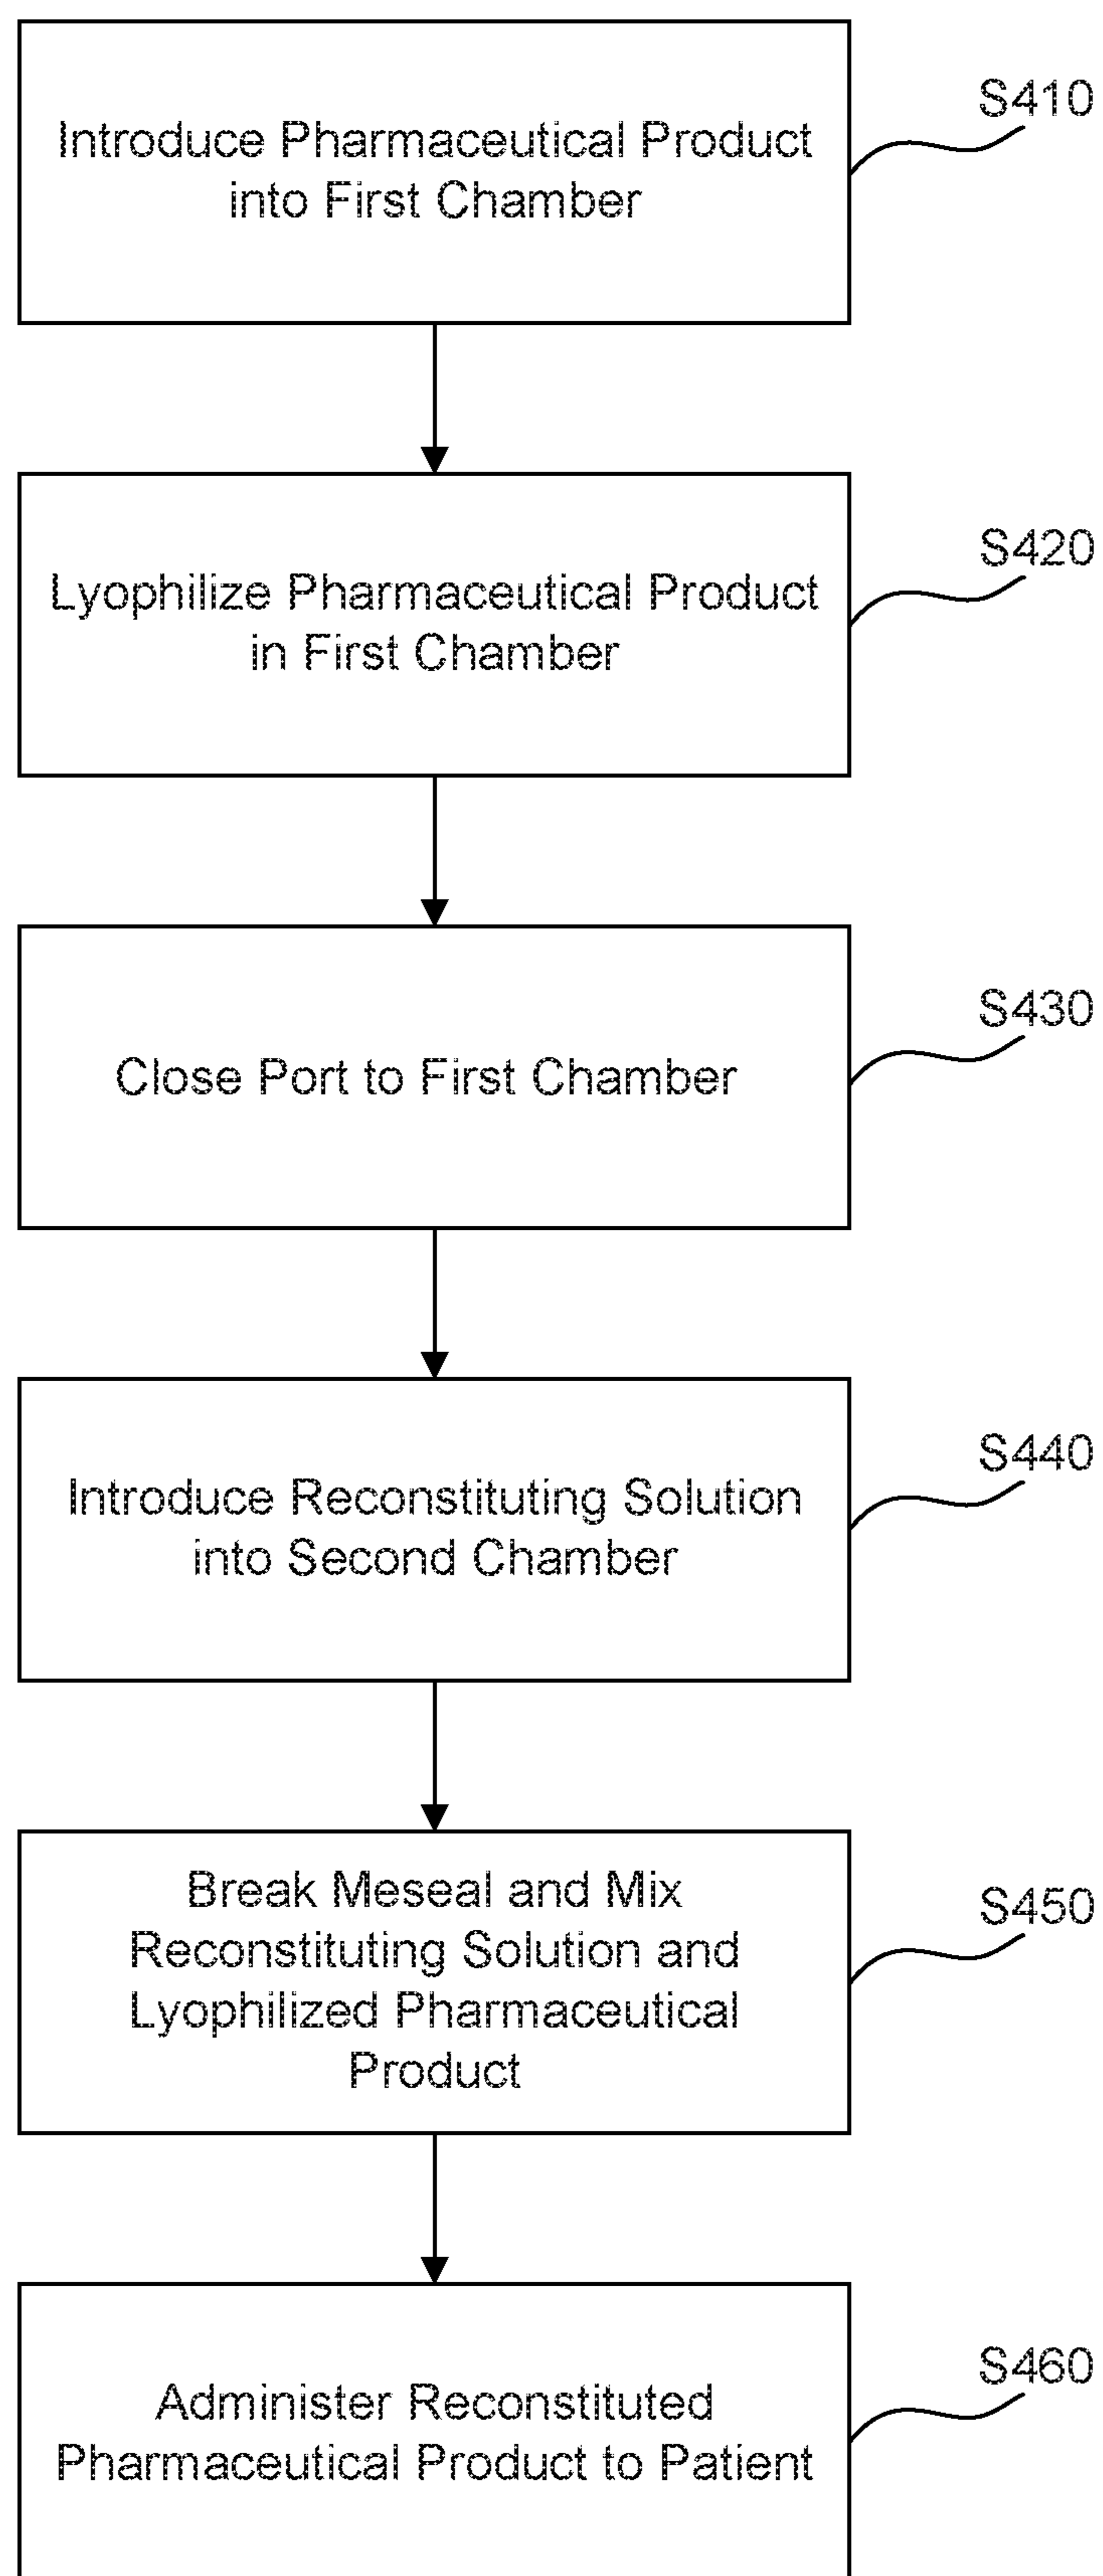 Introduce Pharmaceutical Product
into First Chamber
S410
Lyophilize Pharmaceutical Product
in First Chamber
S420
Close Port to First Chamber
S430
Introduce Reconstituting Solution
into Second Chamber
S440
Break Meseal and Mix
Reconstituting Solution and
Lyophilized Pharmaceutical
Product
S450
Administer Reconstituted
Pharmaceutical Product to Patient
S460